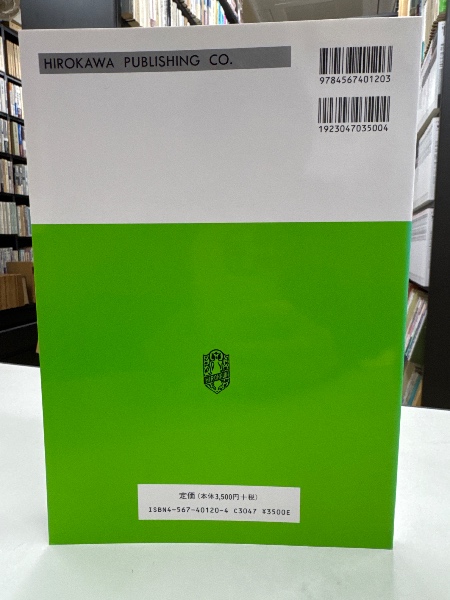 HIROKAWA PUBLISHING CO.
9784567401203
1923047035004
定価（本体3,500円＋税）
ISBN4-567-40120-4 C3047 ¥3500E